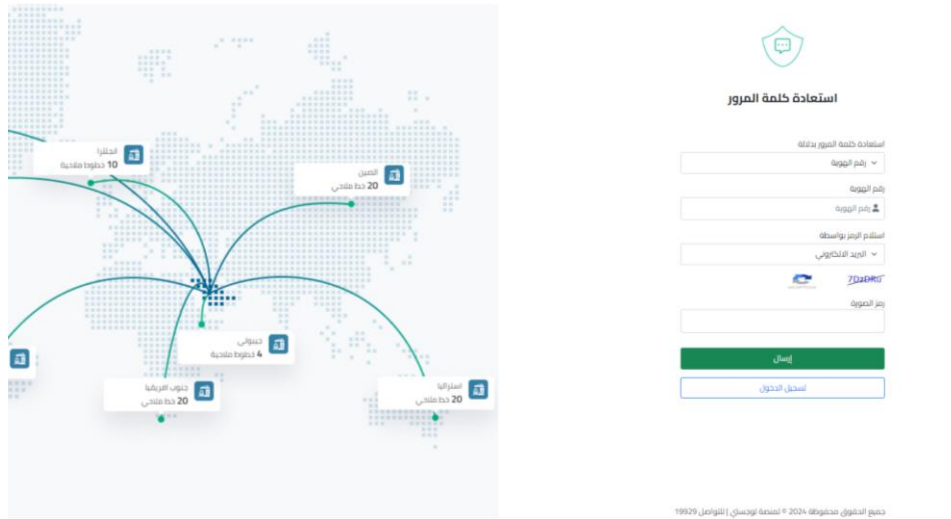 استعادة كلمة المرور
استعادة كلمة المرور بدلالة
رقم الهوية
رقم الهوية
رقم الهوية
استلام الرمز بواسطة
البريد الالكتروني
7DzDRu
رمز الصورة
إرسال
تسجيل الدخول
جميع الحقوق محفوظة 2024 © لمنصة لوجستي | للتواصل 19929
انجلترا
10 خطوط ملاحية
الصين
20 خط ملاحي
جيبوتي
4 خطوط ملاحية
جنوب افريقيا
20 خط ملاحي
استراليا
20 خط ملاحي